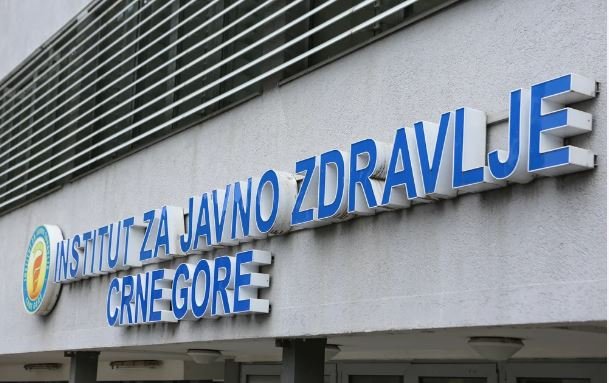 INSTITUT ZA JAVNO ZDRAVLJE
CRNE GORE